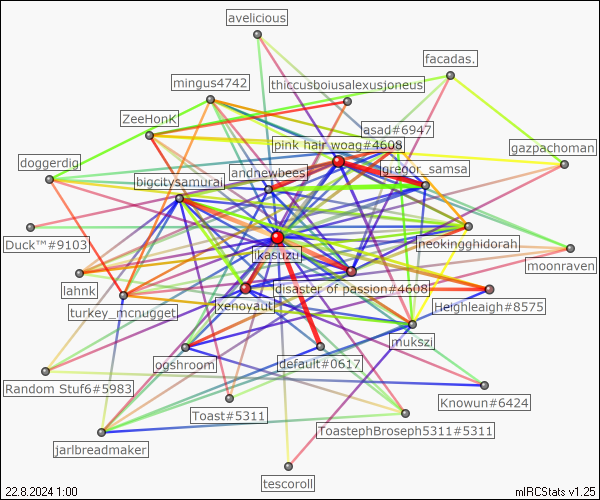 avelicious
facadas.
mingus4742
thiccusboiusalexusjoneus
ZeeHonK
asad#6947
pink hair woag#4608
gazpachoman
doggerdig
andnewbees
gregor_samsa
bigcitysamurai
Duck™#9103
neokingghidorah
ikasuzu
moonraven
lahnk
disaster of passion#4608
turkey_mcnugget
xenoyaut
Heighleigh#8575
mukszi
ogshroom
default#0617
Random Stuf6#5983
Knowun#6424
Toast#5311
ToastephBroseph5311#5311
jarlbreadmaker
tescoroll
22.8.2024 1:00
mIRCStats v1.25